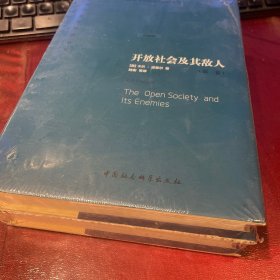 开放社会及其敌人
The Open Society and
Its Enemies
中国社会科学出版社